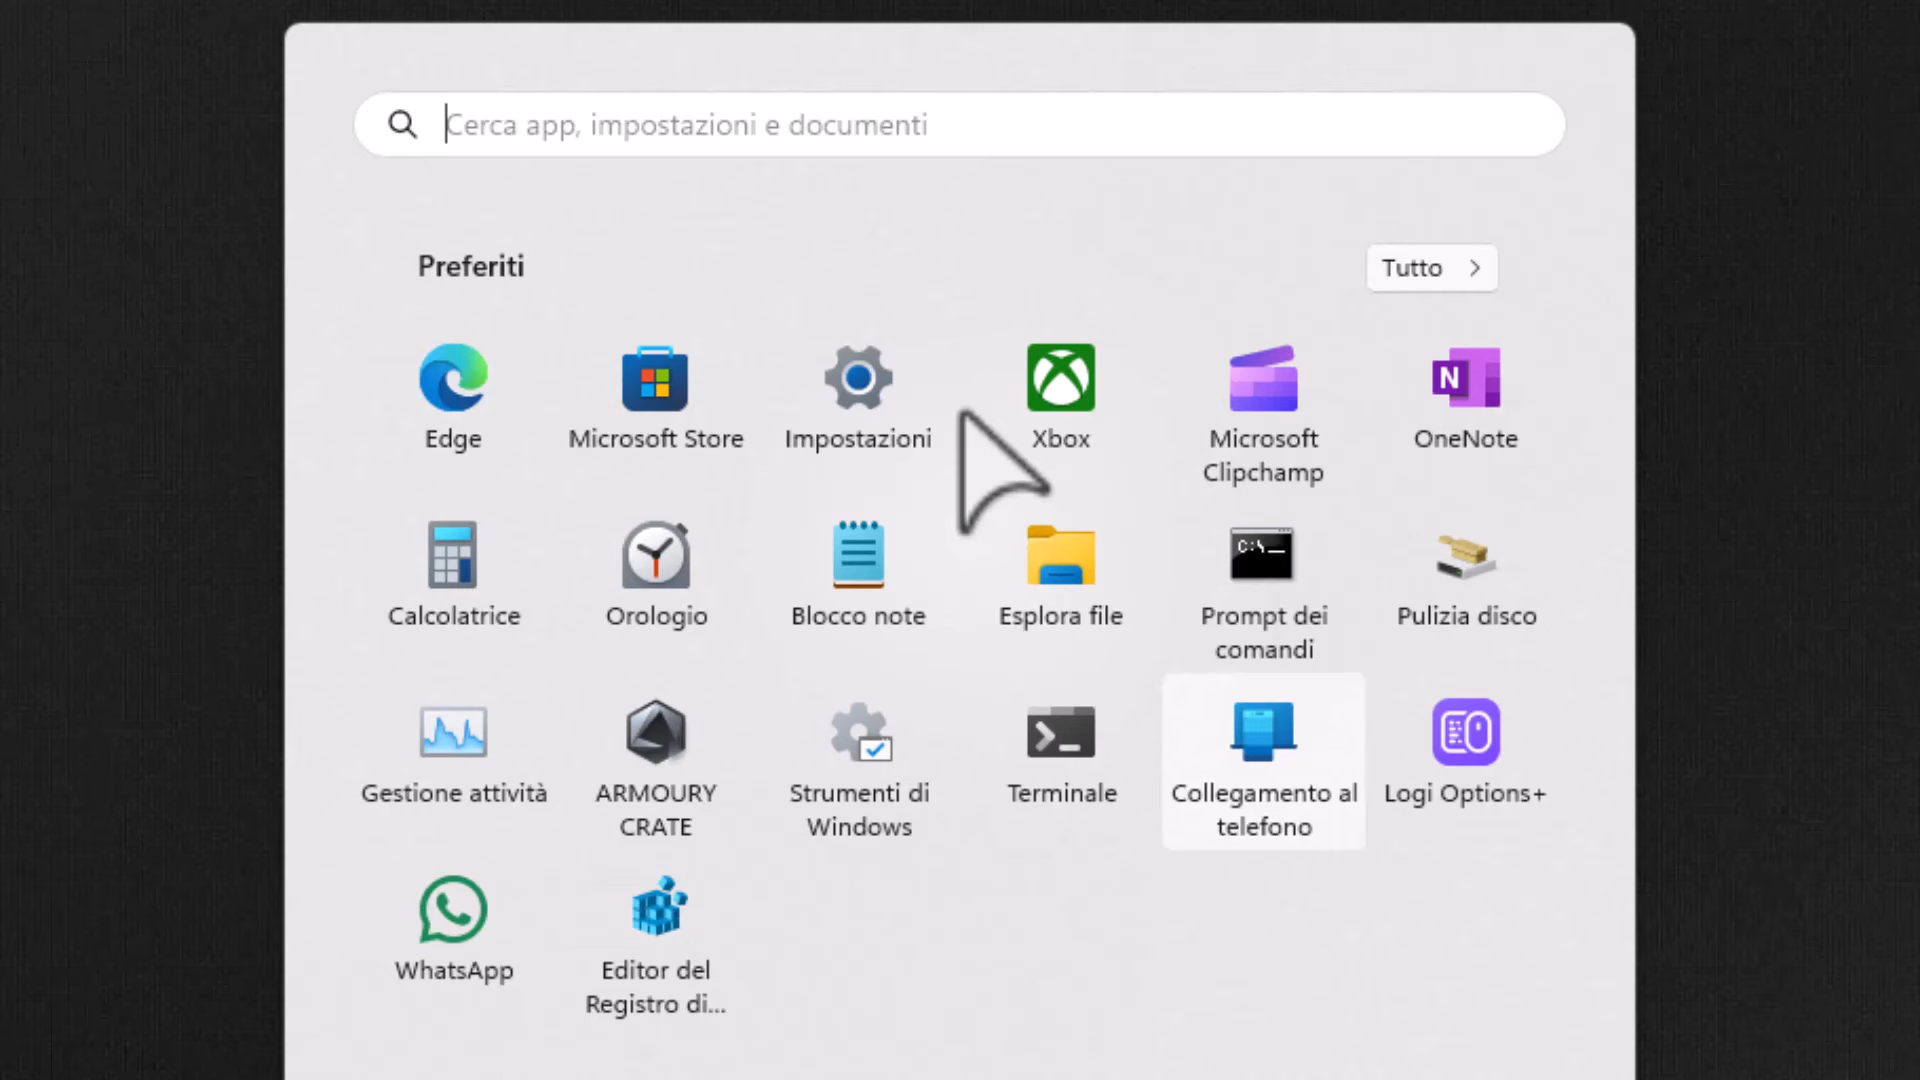 Cerca app, impostazioni e documenti
Preferiti
Tutto
Edge
Microsoft Store
Impostazioni
Xbox
Microsoft
Clipchamp
N
OneNote
Calcolatrice
Orologio
Blocco note
Esplora file
C:\_
Prompt dei
comandi
Pulizia disco
Gestione attività
ARMOURY
CRATE
Strumenti di
Windows
Terminale
Collegamento al
telefono
Logi Options+
WhatsApp
Editor del
Registro di...